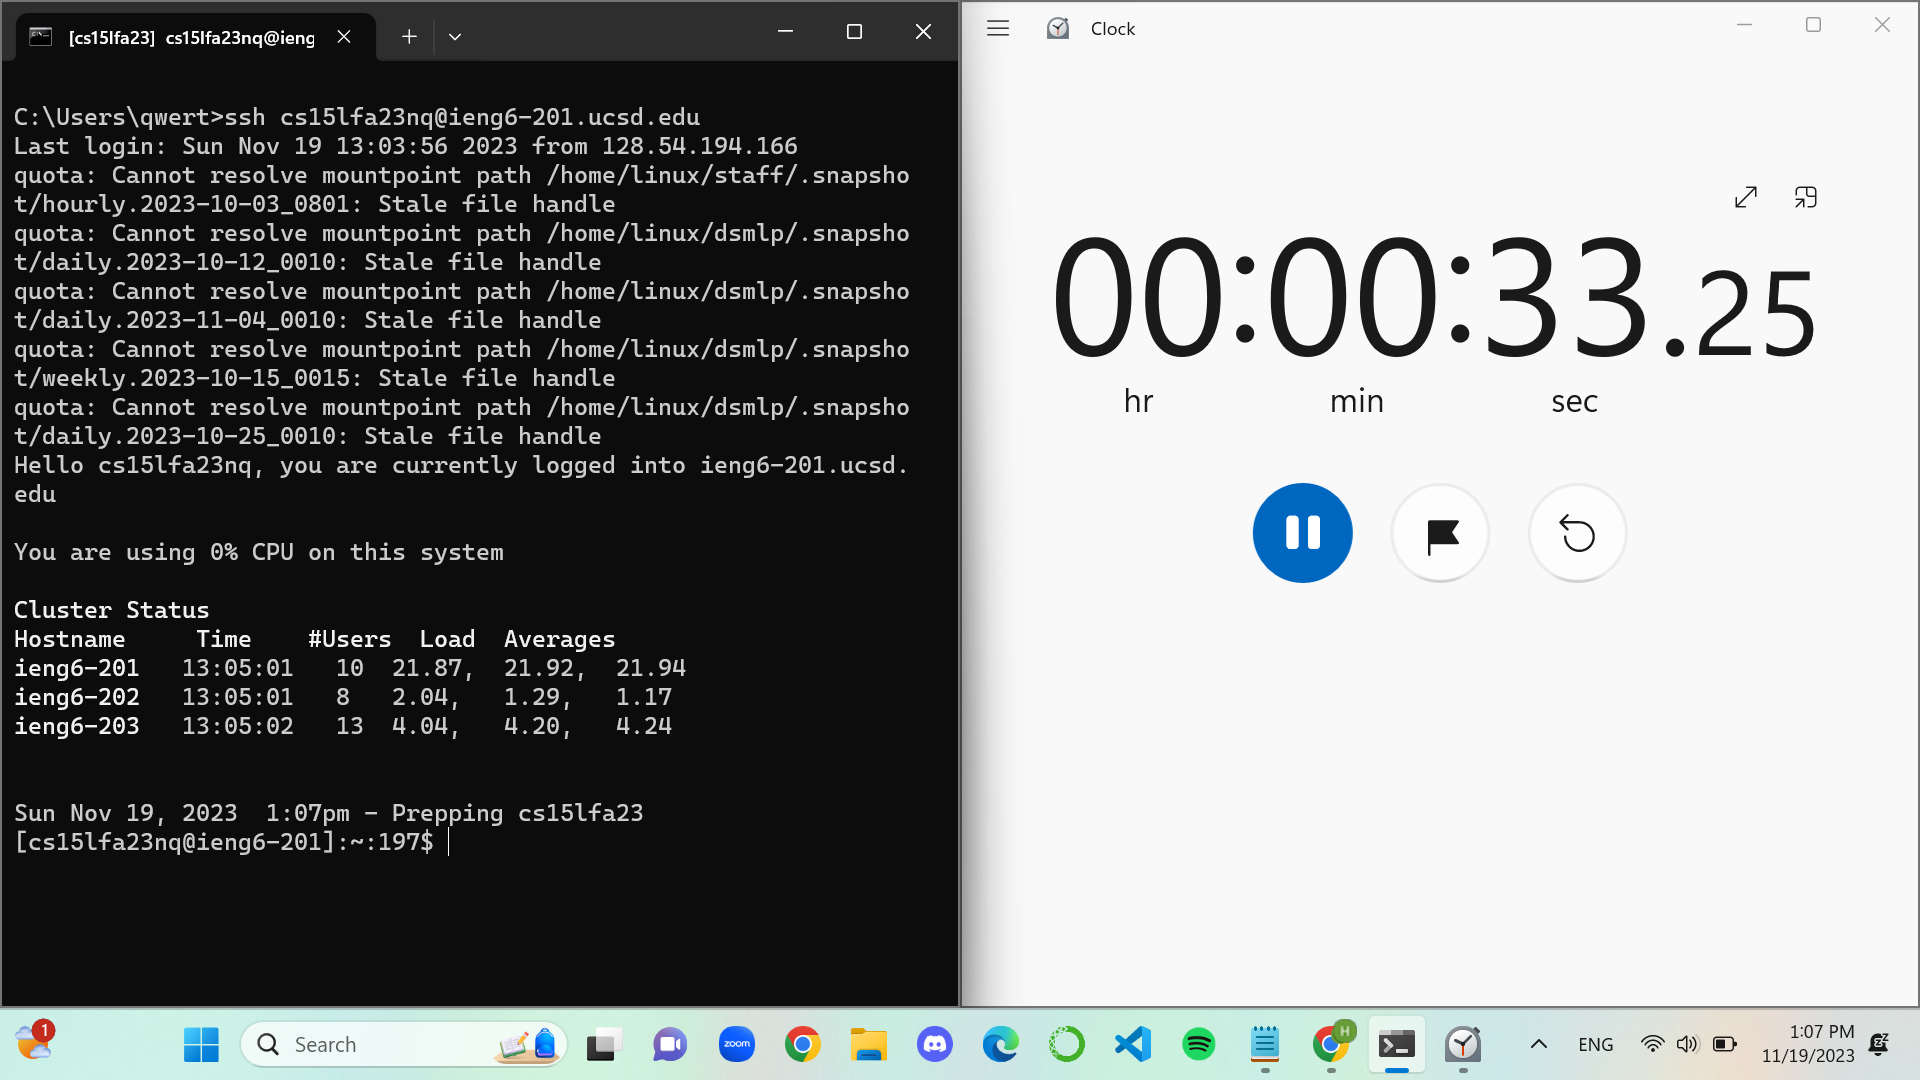 [cs15lfa23] cs15lfa23nq@ieng
C:\Users\qwert>ssh cs15lfa23nq@ieng6-201.ucsd.edu
Last login: Sun Nov 19 13:03:56 2023 from 128.54.194.166
quota: Cannot resolve mountpoint path /home/linux/staff/.snapsho
t/hourly.2023-10-03_0801: Stale file handle
quota: Cannot resolve mountpoint path /home/linux/dsmlp/.snapsho
t/daily.2023-10-12_0010: Stale file handle
quota: Cannot resolve mountpoint path /home/linux/dsmlp/.snapsho
t/daily.2023-11-04_0010: Stale file handle
quota: Cannot resolve mountpoint path /home/linux/dsmlp/.snapsho
t/weekly.2023-10-15_0015: Stale file handle
quota: Cannot resolve mountpoint path /home/linux/dsmlp/.snapsho
t/daily.2023-10-25_0010: Stale file handle
Hello cs15lfa23nq, you are currently logged into ieng6-201.ucsd.
edu
You are using 0% CPU on this system
Cluster Status
Hostname Time #Users Load Averages
ieng6-201 13:05:01 10 21.87, 21.92, 21.94
ieng6-202 13:05:01 8 2.04, 1.29, 1.17
ieng6-203 13:05:02 13 4.04, 4.20, 4.24
Sun Nov 19, 2023 1:07pm - Prepping cs15lfa23
[cs15lfa23nq@ieng6-201]:~:197$
Clock
00:00:33.25
hr min sec
1
Search
zoom
H
ENG
1:07 PM
11/19/2023